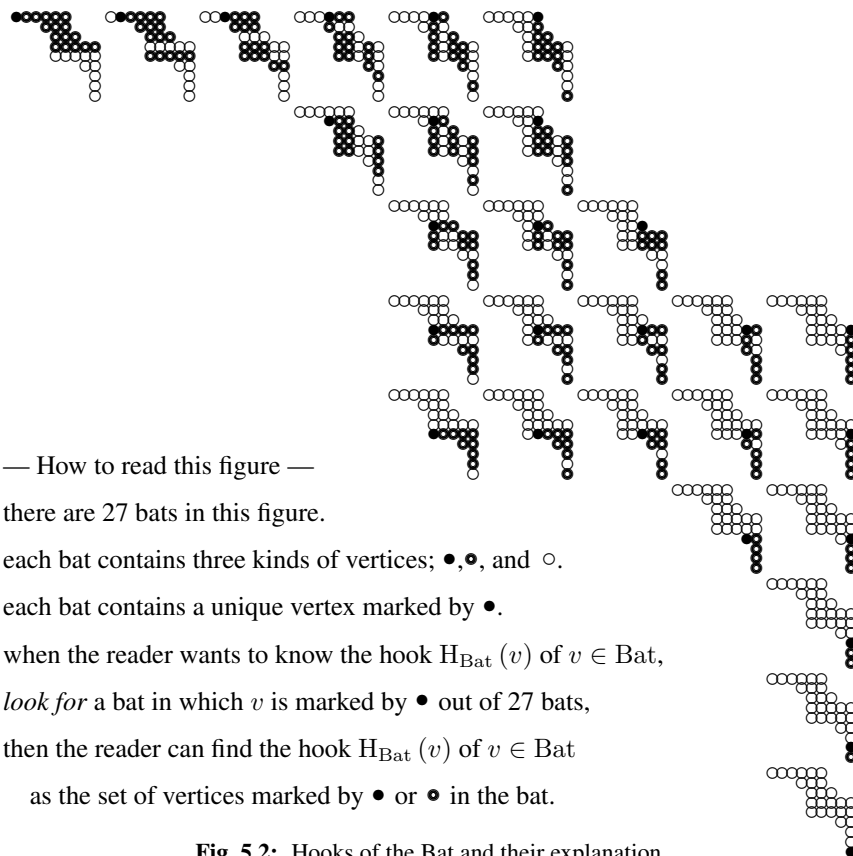 — How to read this figure —
there are 27 bats in this figure.
each bat contains three kinds of vertices; ●,⊙, and ○.
each bat contains a unique vertex marked by ●.
when the reader wants to know the hook H_Bat (v) of v ∈ Bat,
look for a bat in which v is marked by ● out of 27 bats,
then the reader can find the hook H_Bat (v) of v ∈ Bat
as the set of vertices marked by ● or ⊙ in the bat.
Fig. 5.2: Hooks of the Bat and their explanation